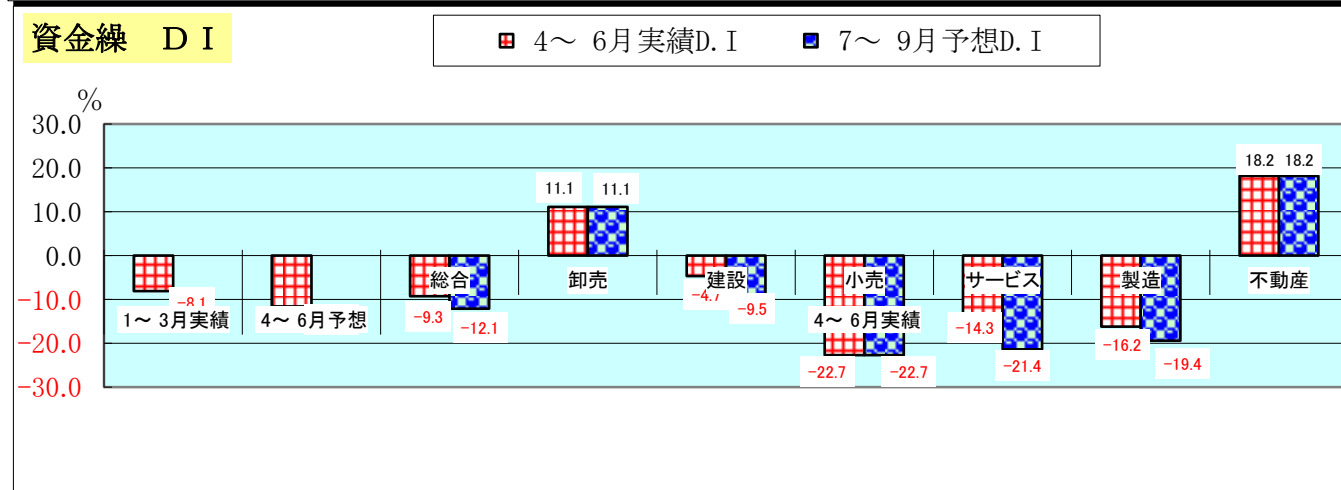 資金繰　ＤＩ
4～ 6月実績D.I
7～ 9月予想D.I
%
30.0
20.0
10.0
0.0
-10.0
-20.0
-30.0
18.2 18.2
11.1 11.1
総合 卸売 建設 小売 サービス 製造 不動産
-8.1 -4.7
1～ 3月実績 4～ 6月予想 4～ 6月実績
-9.3 -12.1 -9.5 -14.3 -16.2
-22.7 -22.7 -21.4 -19.4